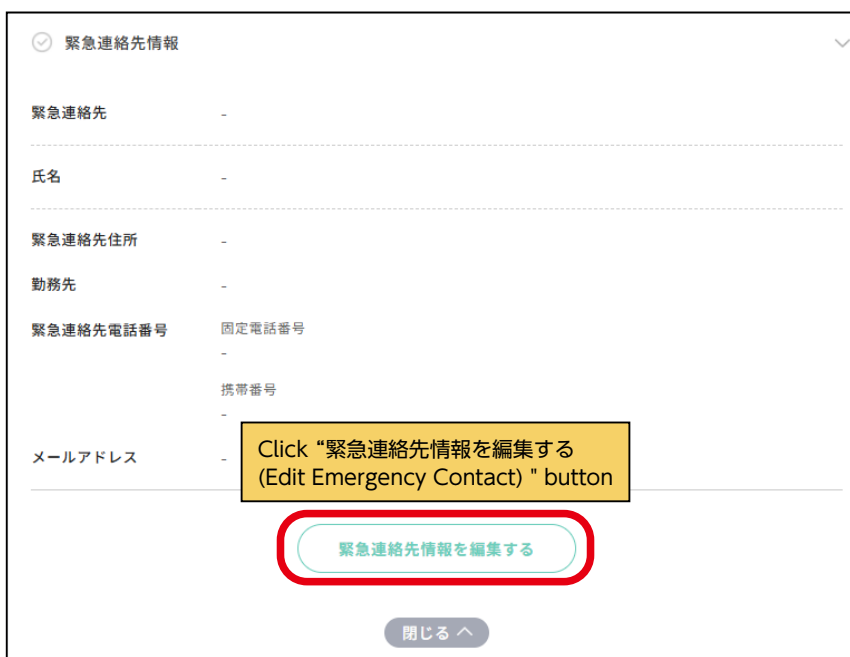 緊急連絡先情報
緊急連絡先 -
氏名 -
緊急連絡先住所 -
勤務先 -
緊急連絡先電話番号 固定電話番号
-
携帯番号
-
メールアドレス -
Click “緊急連絡先情報を編集する
(Edit Emergency Contact) " button
緊急連絡先情報を編集する
閉じる